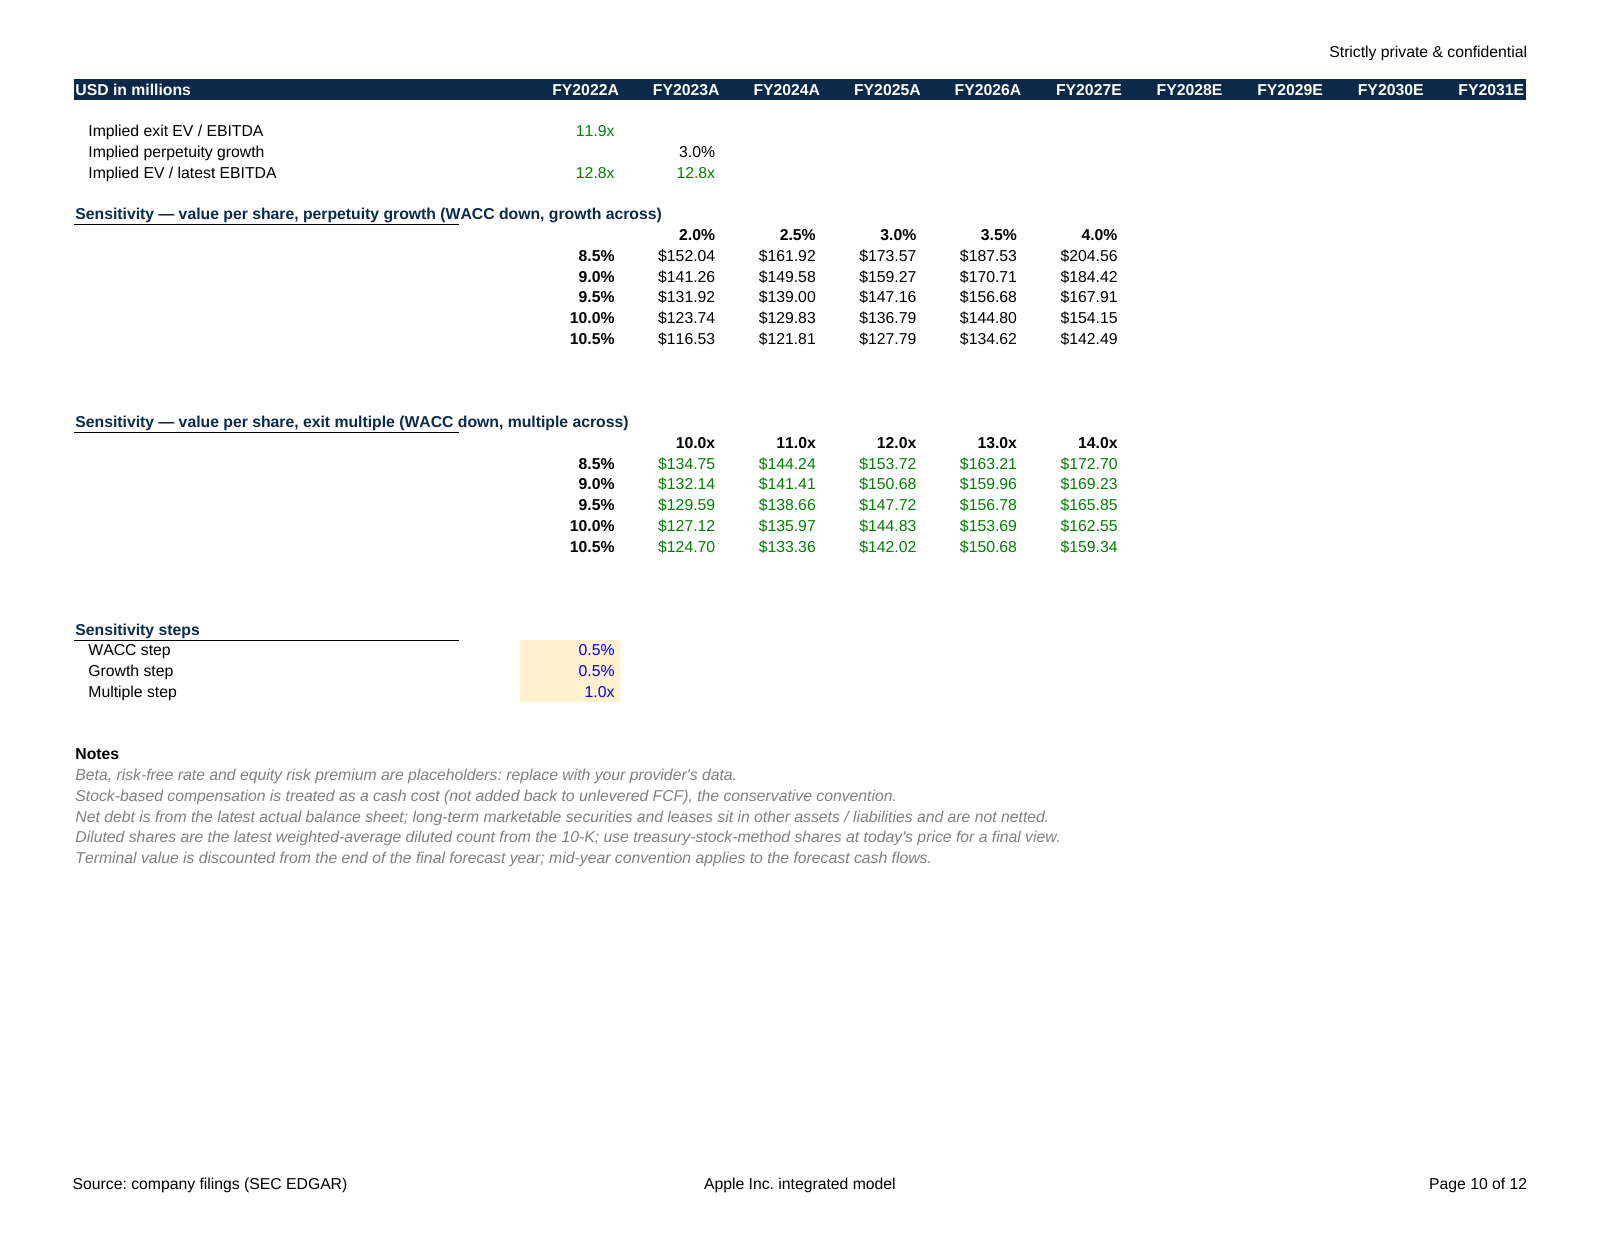 Strictly private & confidential
USD in millions FY2022A FY2023A FY2024A FY2025A FY2026A FY2027E FY2028E FY2029E FY2030E FY2031E
Implied exit EV / EBITDA 11.9x
Implied perpetuity growth 3.0%
Implied EV / latest EBITDA 12.8x 12.8x
Sensitivity — value per share, perpetuity growth (WACC down, growth across)
2.0% 2.5% 3.0% 3.5% 4.0%
8.5% $152.04 $161.92 $173.57 $187.53 $204.56
9.0% $141.26 $149.58 $159.27 $170.71 $184.42
9.5% $131.92 $139.00 $147.16 $156.68 $167.91
10.0% $123.74 $129.83 $136.79 $144.80 $154.15
10.5% $116.53 $121.81 $127.79 $134.62 $142.49
Sensitivity — value per share, exit multiple (WACC down, multiple across)
10.0x 11.0x 12.0x 13.0x 14.0x
8.5% $134.75 $144.24 $153.72 $163.21 $172.70
9.0% $132.14 $141.41 $150.68 $159.96 $169.23
9.5% $129.59 $138.66 $147.72 $156.78 $165.85
10.0% $127.12 $135.97 $144.83 $153.69 $162.55
10.5% $124.70 $133.36 $142.02 $150.68 $159.34
Sensitivity steps
WACC step 0.5%
Growth step 0.5%
Multiple step 1.0x
Notes
Beta, risk-free rate and equity risk premium are placeholders: replace with your provider's data.
Stock-based compensation is treated as a cash cost (not added back to unlevered FCF), the conservative convention.
Net debt is from the latest actual balance sheet; long-term marketable securities and leases sit in other assets / liabilities and are not netted.
Diluted shares are the latest weighted-average diluted count from the 10-K; use treasury-stock-method shares at today's price for a final view.
Terminal value is discounted from the end of the final forecast year; mid-year convention applies to the forecast cash flows.
Source: company filings (SEC EDGAR) Apple Inc. integrated model Page 10 of 12